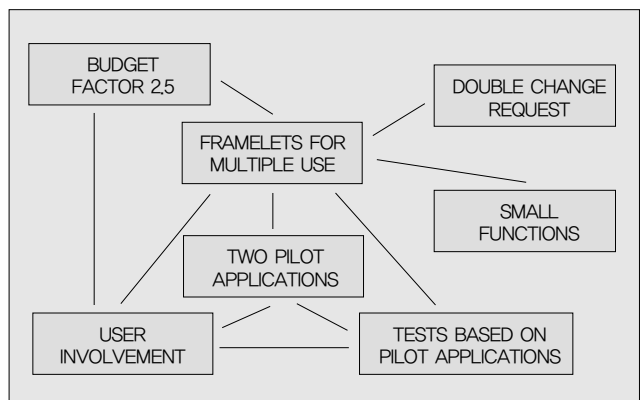 BUDGET
FACTOR 2.5
DOUBLE CHANGE
REQUEST
FRAMELETS FOR
MULTIPLE USE
SMALL
FUNCTIONS
TWO PILOT
APPLICATIONS
USER
INVOLVEMENT
TESTS BASED ON
PILOT APPLICATIONS